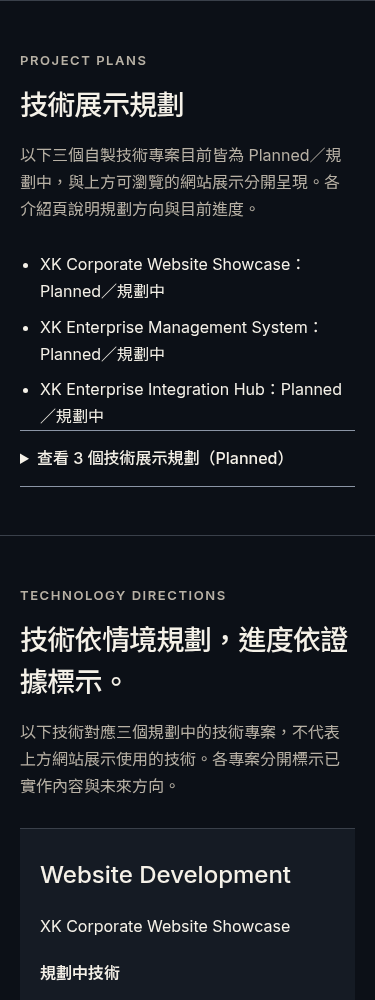 PROJECT PLANS
技術展示規劃
以下三個自製技術專案目前皆為 Planned／規
劃中，與上方可瀏覽的網站展示分開呈現。各
介紹頁說明規劃方向與目前進度。
• XK Corporate Website Showcase：
Planned／規劃中
• XK Enterprise Management System：
Planned／規劃中
• XK Enterprise Integration Hub：Planned
／規劃中
▶ 查看 3 個技術展示規劃（Planned）
TECHNOLOGY DIRECTIONS
技術依情境規劃，進度依證
據標示。
以下技術對應三個規劃中的技術專案，不代表
上方網站展示使用的技術。各專案分開標示已
實作內容與未來方向。
Website Development
XK Corporate Website Showcase
規劃中技術